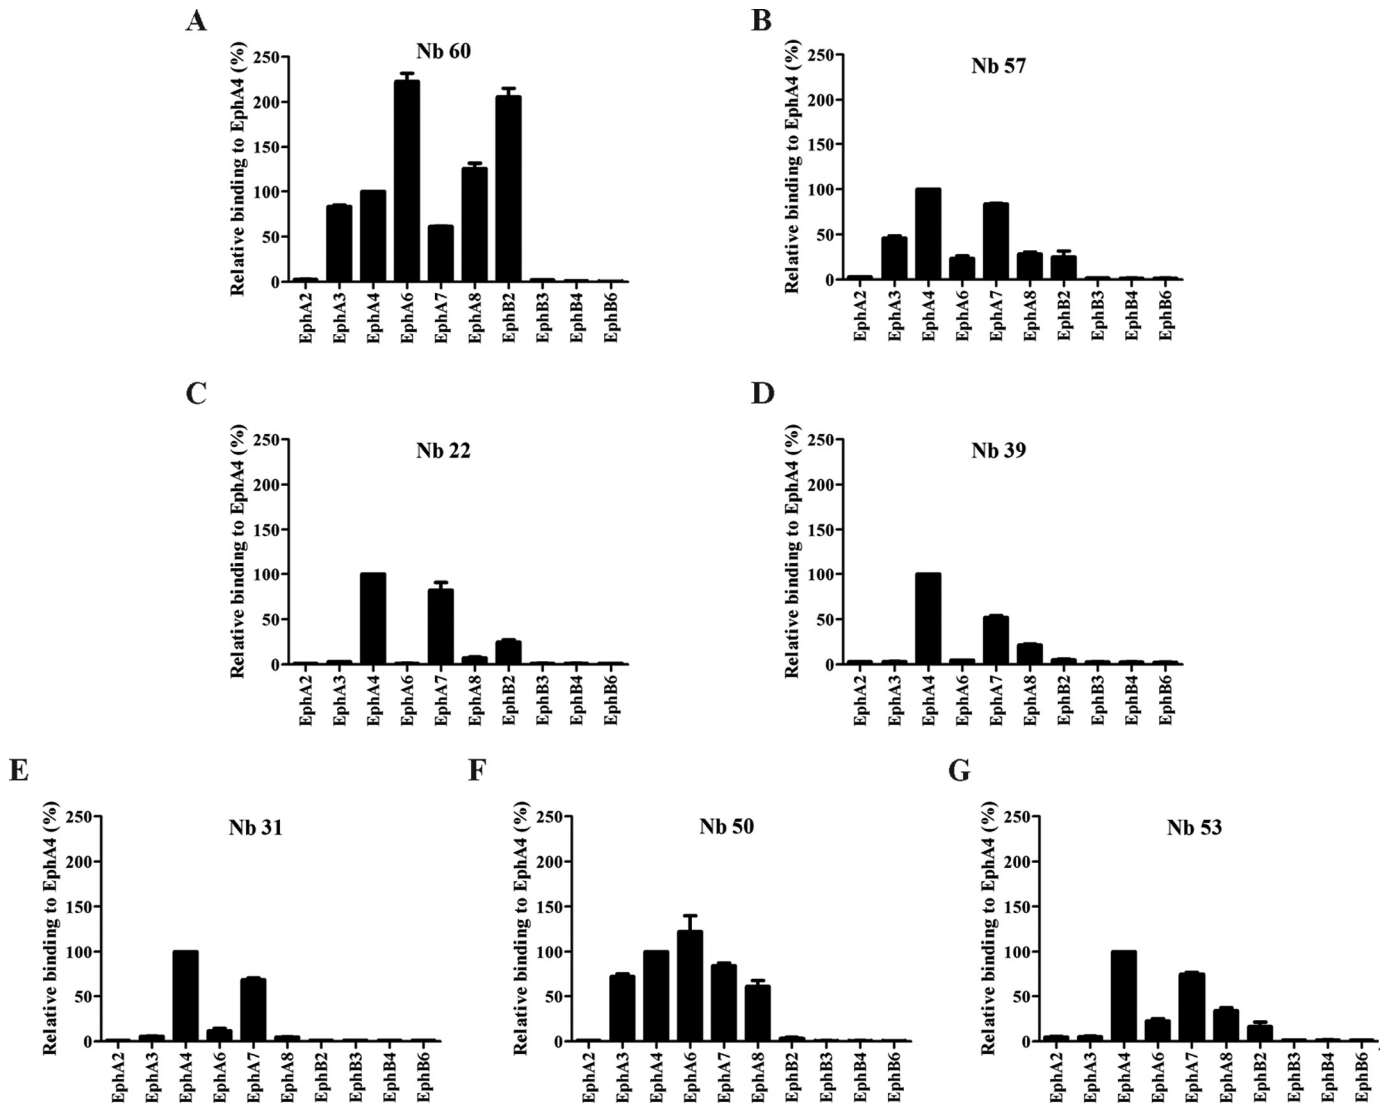 A
Nb 60
Relative binding to EphA4 (%)
250
200
150
100
50
0
EphA2
EphA3
EphA4
EphA6
EphA7
EphA8
EphB2
EphB3
EphB4
EphB6
B
Nb 57
Relative binding to EphA4 (%)
250
200
150
100
50
0
EphA2
EphA3
EphA4
EphA6
EphA7
EphA8
EphB2
EphB3
EphB4
EphB6
C
Nb 22
Relative binding to EphA4 (%)
250
200
150
100
50
0
EphA2
EphA3
EphA4
EphA6
EphA7
EphA8
EphB2
EphB3
EphB4
EphB6
D
Nb 39
Relative binding to EphA4 (%)
250
200
150
100
50
0
EphA2
EphA3
EphA4
EphA6
EphA7
EphA8
EphB2
EphB3
EphB4
EphB6
E
Nb 31
Relative binding to EphA4 (%)
250
200
150
100
50
0
EphA2
EphA3
EphA4
EphA6
EphA7
EphA8
EphB2
EphB3
EphB4
EphB6
F
Nb 50
Relative binding to EphA4 (%)
250
200
150
100
50
0
EphA2
EphA3
EphA4
EphA6
EphA7
EphA8
EphB2
EphB3
EphB4
EphB6
G
Nb 53
Relative binding to EphA4 (%)
250
200
150
100
50
0
EphA2
EphA3
EphA4
EphA6
EphA7
EphA8
EphB2
EphB3
EphB4
EphB6